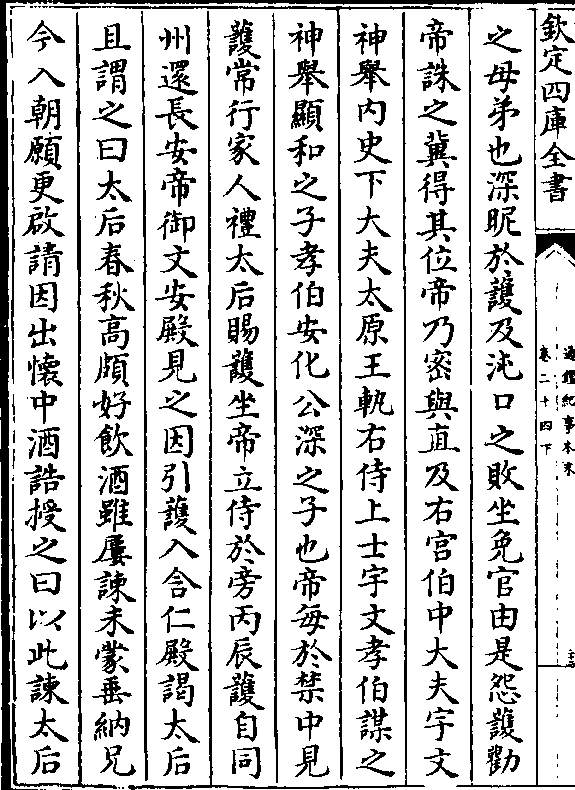 欽定四庫全書
通鑑紀事本末
卷二十四下
之母弟也深昵於護及沌口之敗坐免官由是怨護勸
帝誅之冀得其位帝乃密與直及右宫伯中大夫宇文
神舉内史下大夫太原王軌右侍上士宇文孝伯謀之
神舉顯和之子孝伯安化公深之子也帝每於禁中見
護常行家人禮太后賜護坐帝立侍於旁丙辰護自同
州還長安帝御文安殿見之因引護入含仁殿謁太后
且謂之曰太后春秋高頗好飲酒雖屢諫未蒙垂納兄
今入朝願更啟請因出懷中酒誥授之曰以此諫太后